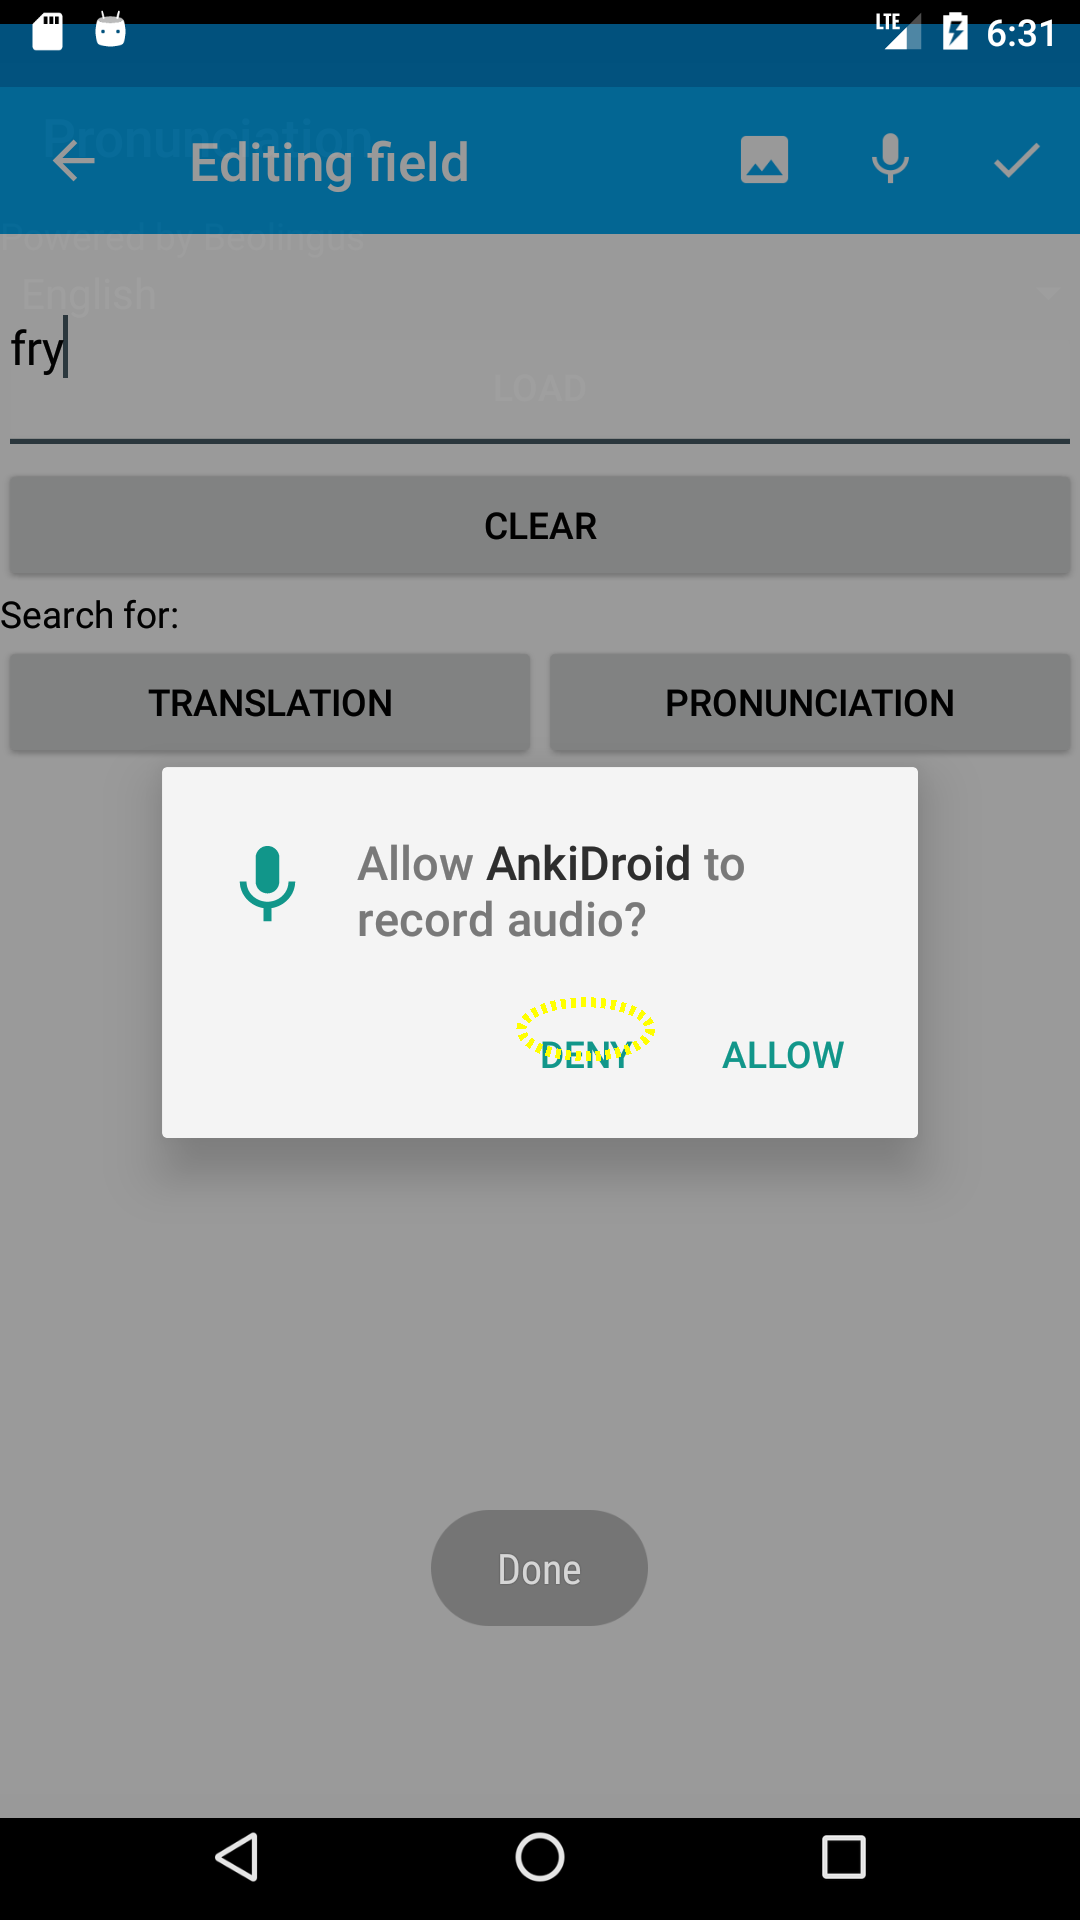 LTE 6:31
Pronunciation
Editing field
Powered by Beolingus
English
fry
LOAD
CLEAR
Search for:
TRANSLATION PRONUNCIATION
Allow AnkiDroid to
record audio?
DENY ALLOW
Done